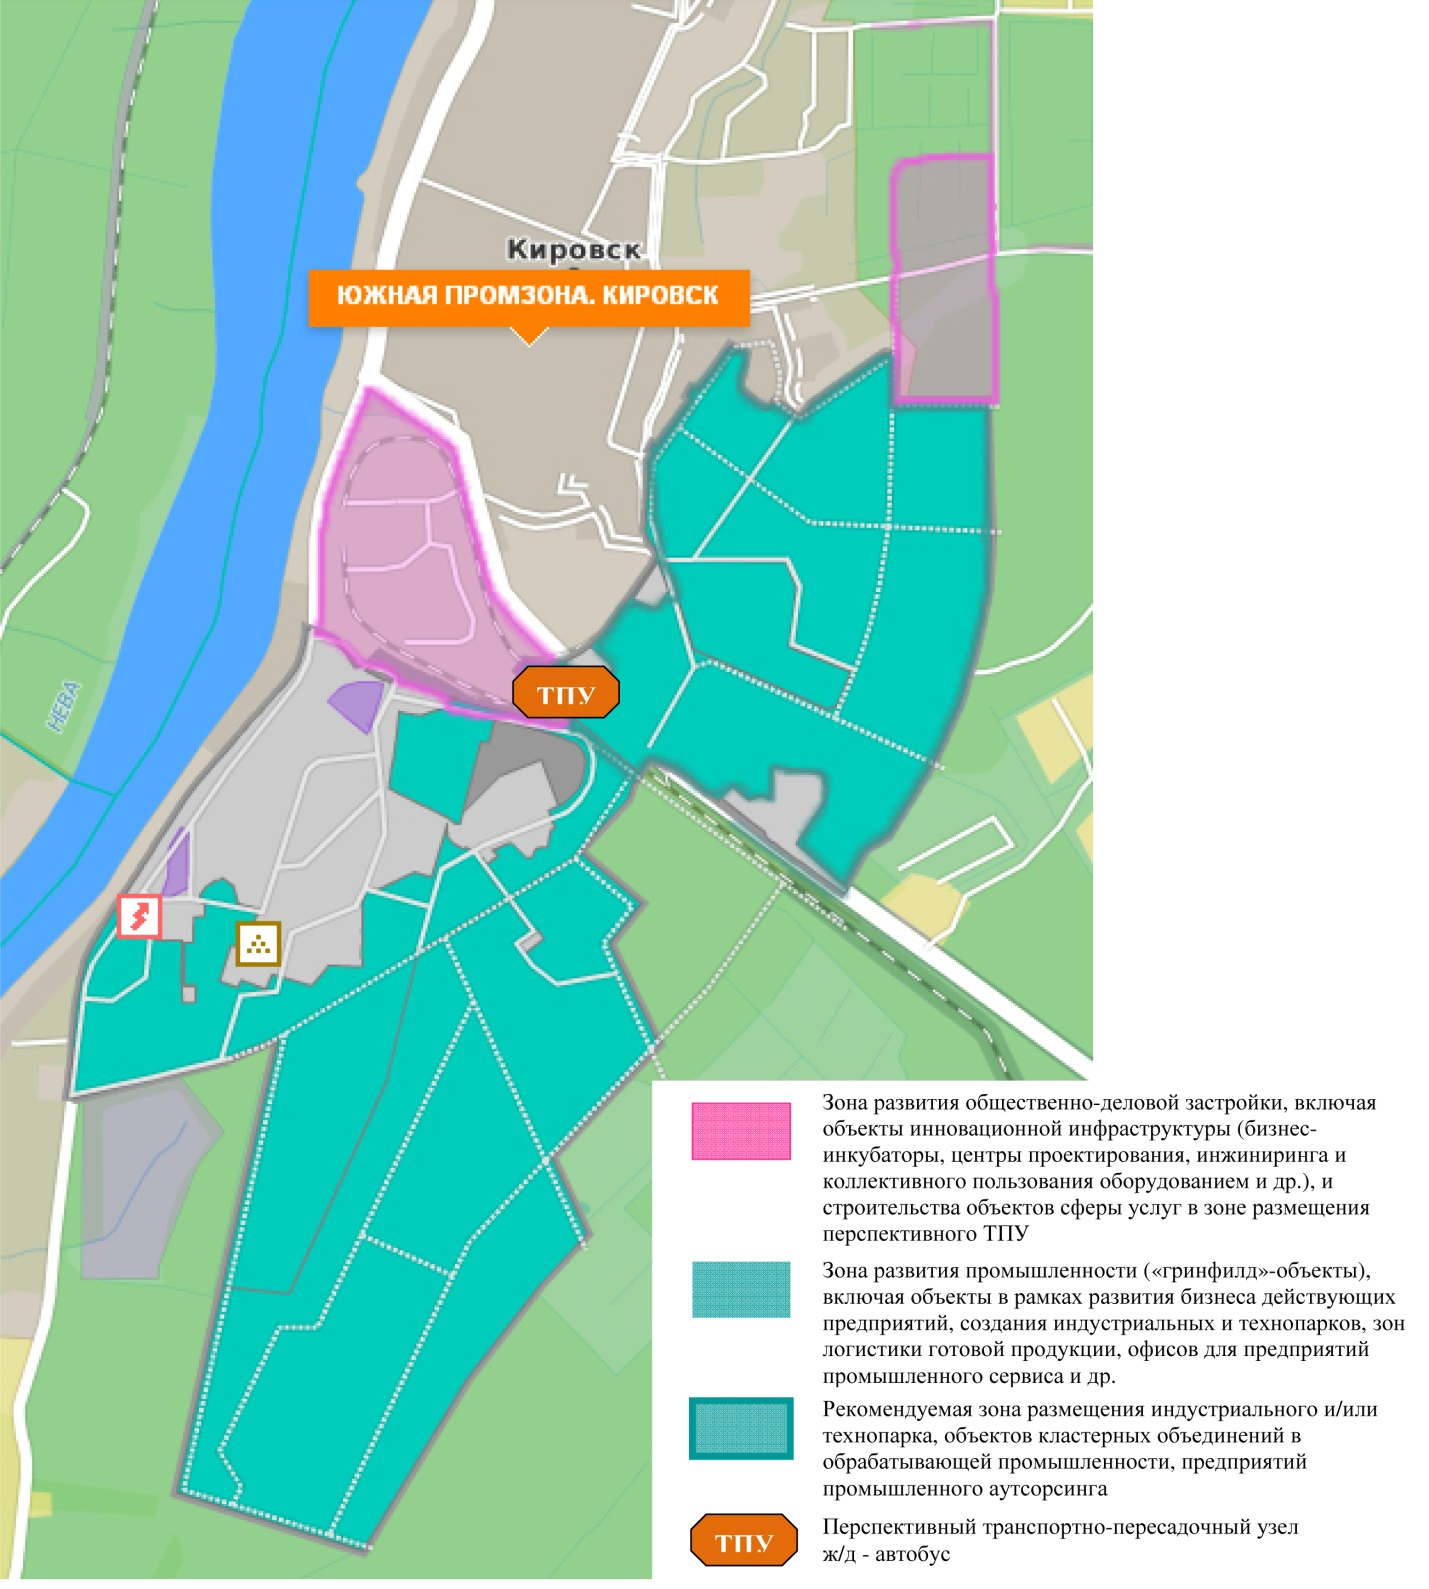 Кировск
ЮЖНАЯ ПРОМЗОНА. КИРОВСК
ТПУ
НЕВА
Зона развития общественно-деловой застройки, включая
объекты инновационной инфраструктуры (бизнес-
инкубаторы, центры проектирования, инжиниринга и
коллективного пользования оборудованием и др.), и
строительства объектов сферы услуг в зоне размещения
перспективного ТПУ
Зона развития промышленности («гринфилд»-объекты),
включая объекты в рамках развития бизнеса действующих
предприятий, создания индустриальных и технопарков, зон
логистики готовой продукции, офисов для предприятий
промышленного сервиса и др.
Рекомендуемая зона размещения индустриального и/или
технопарка, объектов кластерных объединений в
обрабатывающей промышленности, предприятий
промышленного аутсорсинга
ТПУ
Перспективный транспортно-пересадочный узел
ж/д - автобус